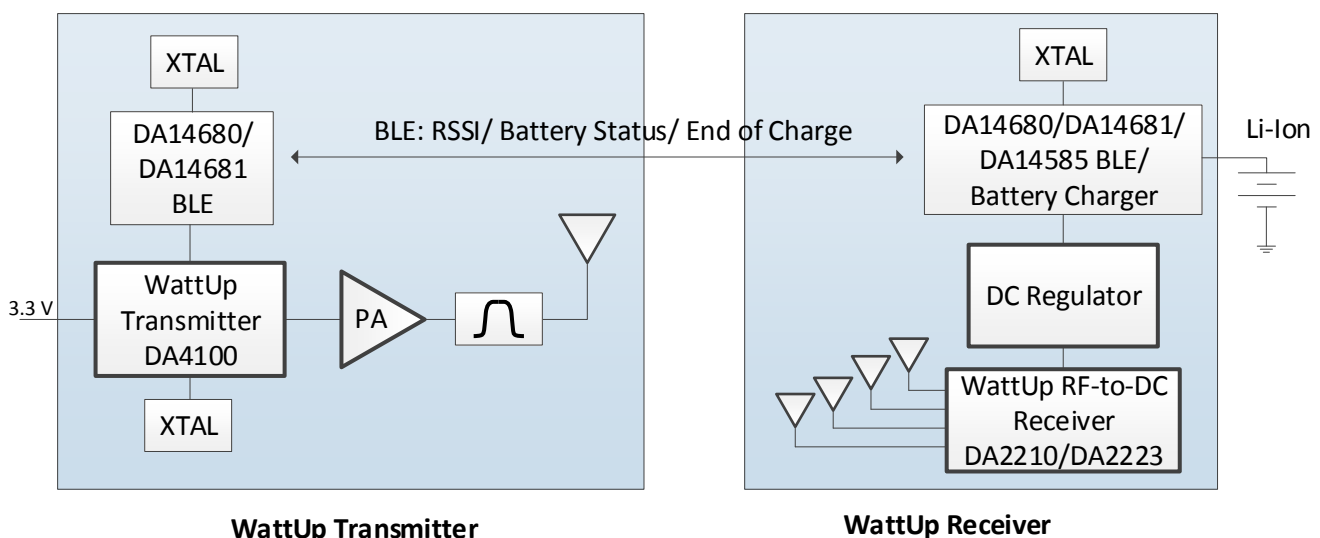 XTAL
DA14680/
DA14681
BLE
3.3 V
WattUp
Transmitter
DA4100
PA
XTAL
BLE: RSSI/ Battery Status/ End of Charge
XTAL
DA14680/DA14681/
DA14585 BLE/
Battery Charger
Li-Ion
DC Regulator
WattUp RF-to-DC
Receiver
DA2210/DA2223
WattUp Transmitter
WattUp Receiver